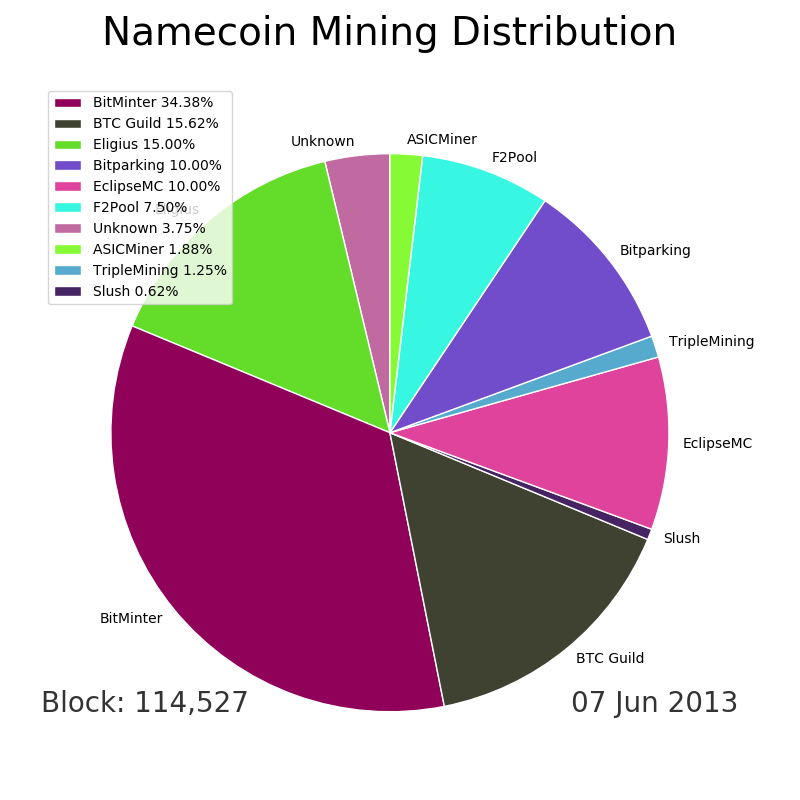 Namecoin Mining Distribution
BitMinter 34.38%
BTC Guild 15.62%
Eligius 15.00%
Bitparking 10.00%
EclipseMC 10.00%
F2Pool 7.50%
Unknown 3.75%
ASICMiner 1.88%
TripleMining 1.25%
Slush 0.62%
Unknown
ASICMiner
F2Pool
Eligius
Bitparking
TripleMining
EclipseMC
Slush
BitMinter
BTC Guild
Block: 114,527
07 Jun 2013